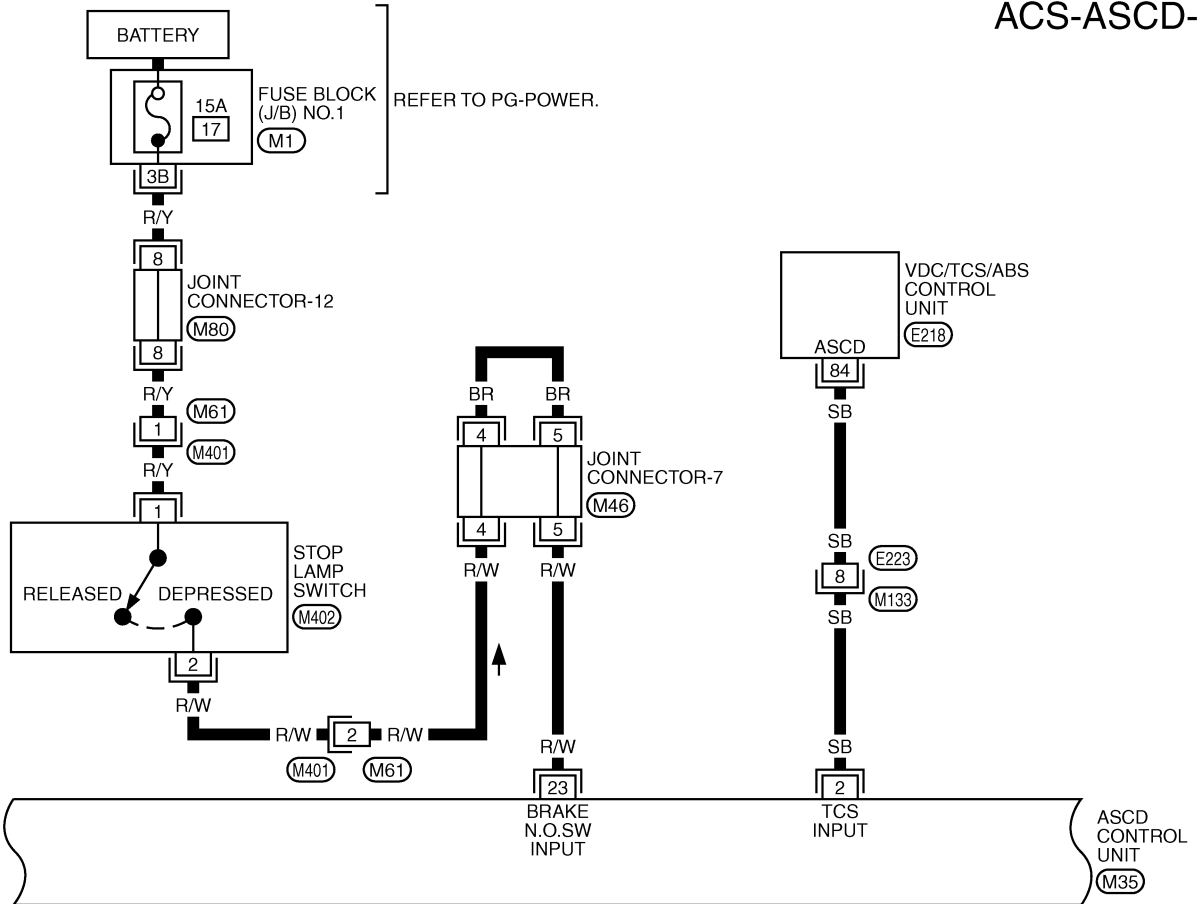 ACS-ASCD-
BATTERY
15A
17
FUSE BLOCK
(J/B) NO.1
M1
REFER TO PG-POWER.
3B
R/Y
8
JOINT
CONNECTOR-12
M80
8
R/Y
M61
1
M401
R/Y
1
STOP
LAMP
SWITCH
M402
RELEASED
DEPRESSED
2
R/W
R/W
2
R/W
M401
M61
BR
BR
4
5
JOINT
CONNECTOR-7
M46
4
5
R/W
R/W
R/W
23
BRAKE
N.O.SW
INPUT
VDC/TCS/ABS
CONTROL
UNIT
E218
ASCD
84
SB
SB
E223
8
M133
SB
SB
2
TCS
INPUT
ASCD
CONTROL
UNIT
M35